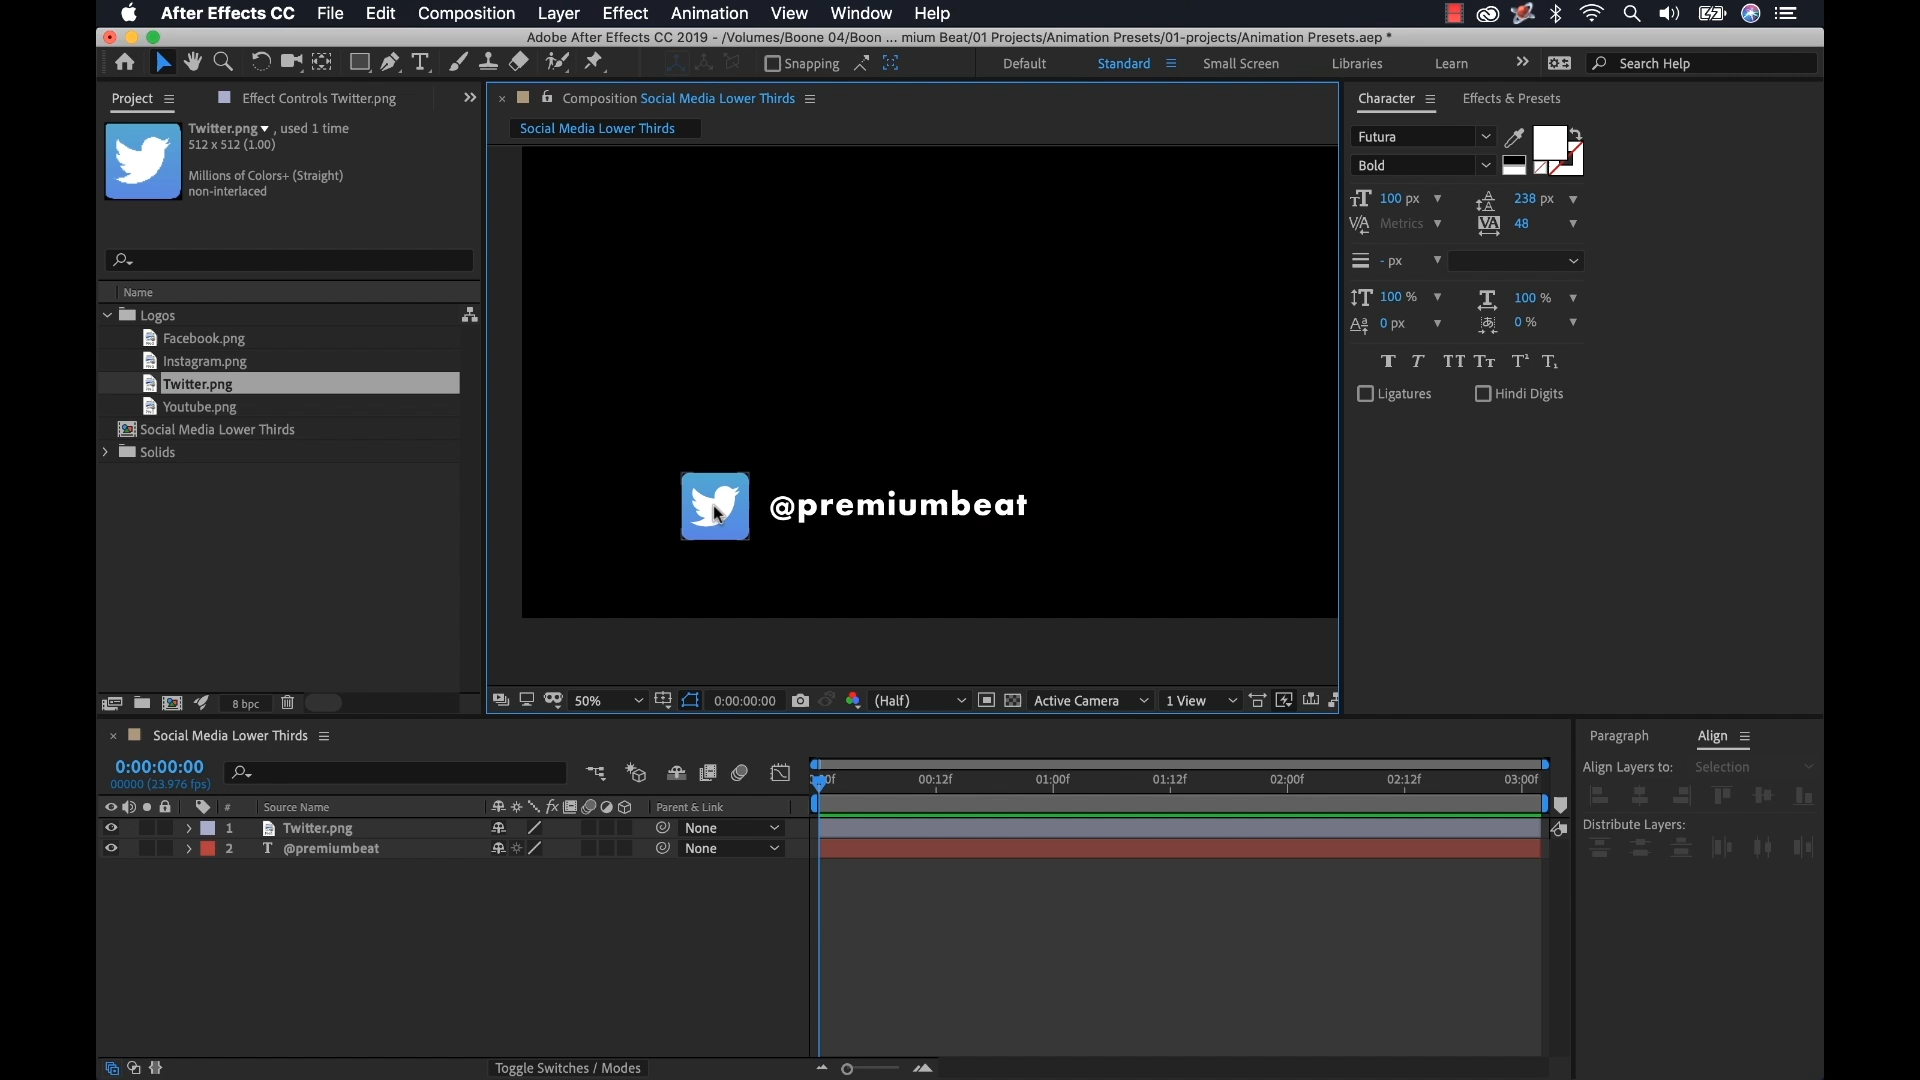 After Effects CC File Edit Composition Layer Effect Animation View Window Help
Adobe After Effects CC 2019 - /Volumes/Boone 04/Boon ... mium Beat/01 Projects/Animation Presets/01-projects/Animation Presets.aep *
Snapping Default Standard Small Screen Libraries Learn Search Help
Project Effect Controls Twitter.png
Composition Social Media Lower Thirds
Character Effects & Presets
Twitter.png , used 1 time
512 x 512 (1.00)
Millions of Colors+ (Straight)
non-interlaced
Social Media Lower Thirds
Futura
Bold
100 px 238 px
Metrics 48
- px
100 % 100 %
0 px 0 %
Ligatures Hindi Digits
Name
Logos
Facebook.png
Instagram.png
Twitter.png
Youtube.png
Social Media Lower Thirds
Solids
@premiumbeat
8 bpc
50% 0:00:00:00 (Half) Active Camera 1 View
Social Media Lower Thirds
0:00:00:00
00000 (23.976 fps)
00:12f 01:00f 01:12f 02:00f 02:12f 03:00f
# Source Name fx Parent & Link
1 Twitter.png None
2 T @premiumbeat None
Toggle Switches / Modes
Paragraph Align
Align Layers to: Selection
Distribute Layers: